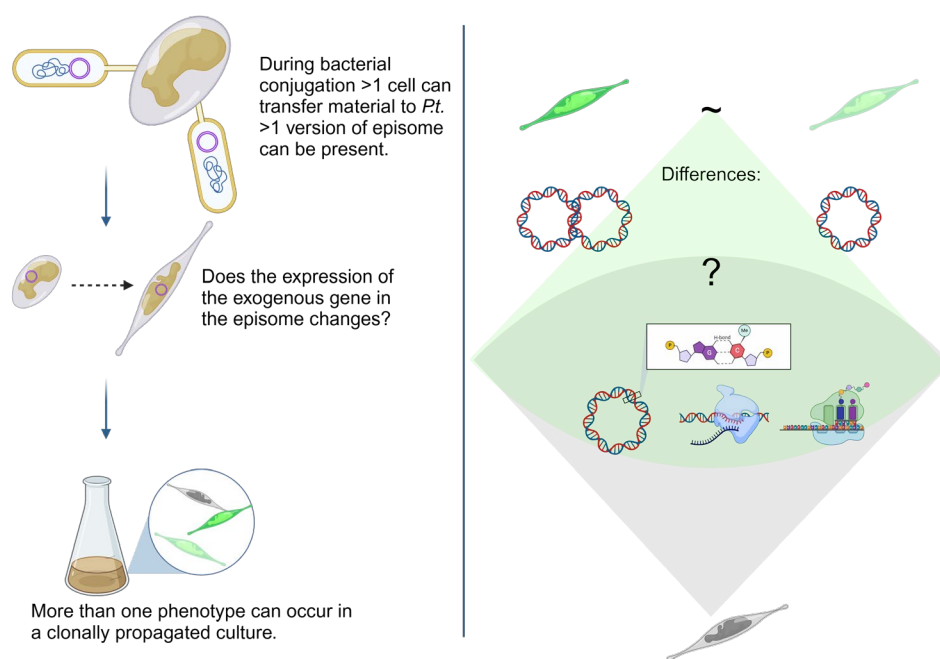 During bacterial
conjugation >1 cell can
transfer material to P.t.
>1 version of episome
can be present.
Does the expression of
the exogenous gene in
the episome changes?
More than one phenotype can occur in
a clonally propagated culture.
~
Differences:
?
Me
H-bond
P
G
C
P